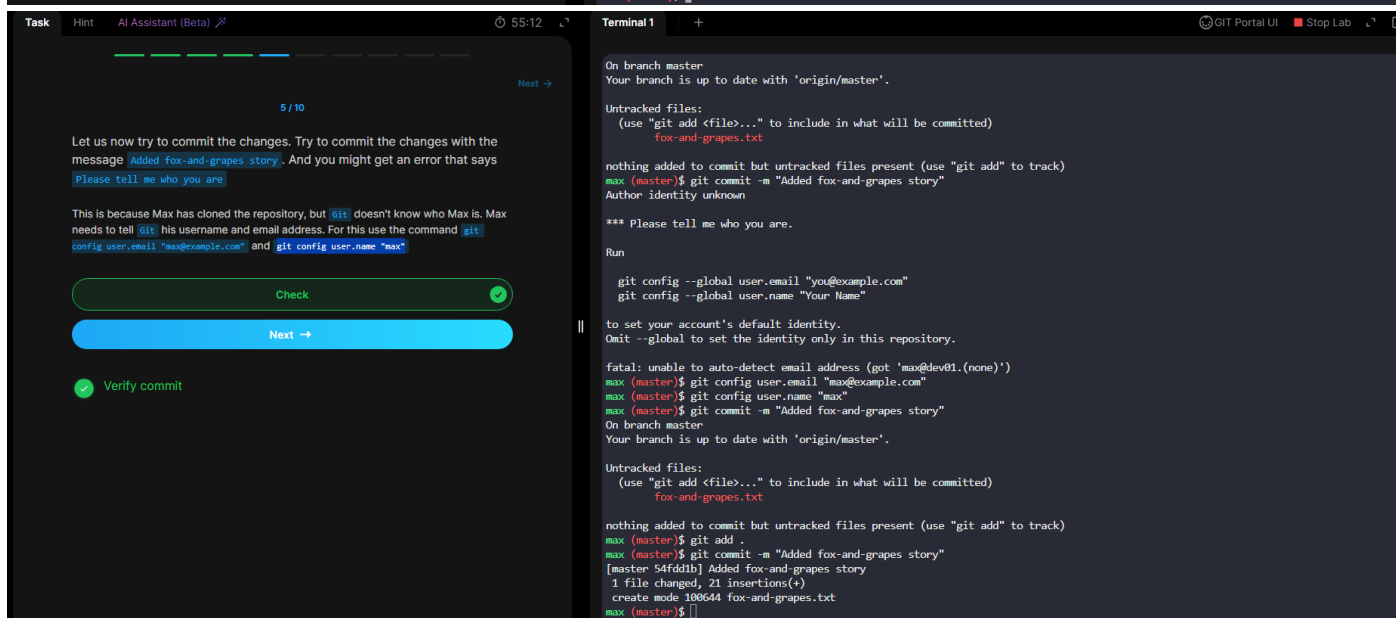 Task Hint AI Assistant (Beta) 55:12
Next →
5 / 10
Let us now try to commit the changes. Try to commit the changes with the
message Added fox-and-grapes story . And you might get an error that says
Please tell me who you are
This is because Max has cloned the repository, but Git doesn't know who Max is. Max
needs to tell Git his username and email address. For this use the command git
config user.email "max@example.com" and git config user.name "max"
Check
Next →
Verify commit
Terminal 1 + GIT Portal UI Stop Lab
On branch master
Your branch is up to date with 'origin/master'.
Untracked files:
(use "git add <file>..." to include in what will be committed)
fox-and-grapes.txt
nothing added to commit but untracked files present (use "git add" to track)
max (master)$ git commit -m "Added fox-and-grapes story"
Author identity unknown
*** Please tell me who you are.
Run
git config --global user.email "you@example.com"
git config --global user.name "Your Name"
to set your account's default identity.
Omit --global to set the identity only in this repository.
fatal: unable to auto-detect email address (got 'max@dev01.(none)')
max (master)$ git config user.email "max@example.com"
max (master)$ git config user.name "max"
max (master)$ git commit -m "Added fox-and-grapes story"
On branch master
Your branch is up to date with 'origin/master'.
Untracked files:
(use "git add <file>..." to include in what will be committed)
fox-and-grapes.txt
nothing added to commit but untracked files present (use "git add" to track)
max (master)$ git add .
max (master)$ git commit -m "Added fox-and-grapes story"
[master 54fdd1b] Added fox-and-grapes story
1 file changed, 21 insertions(+)
create mode 100644 fox-and-grapes.txt
max (master)$